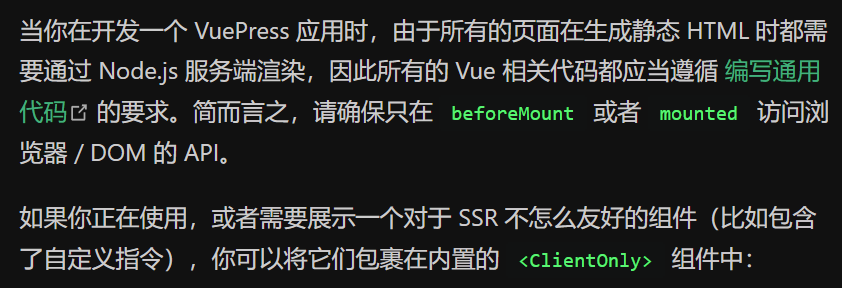 当你在开发一个 VuePress 应用时，由于所有的页面在生成静态 HTML 时都需
要通过 Node.js 服务端渲染，因此所有的 Vue 相关代码都应当遵循 编写通用
代码 的要求。简而言之，请确保只在 beforeMount 或者 mounted 访问浏
览器 / DOM 的 API。
如果你正在使用，或者需要展示一个对于 SSR 不怎么友好的组件（比如包含
了自定义指令），你可以将它们包裹在内置的 <ClientOnly> 组件中：